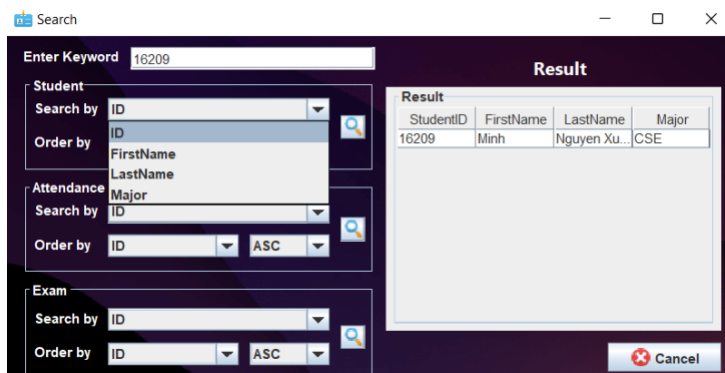 Search
Enter Keyword 16209
Student
Search by ID
ID
FirstName
LastName
Major
Order by
Attendance
Search by ID
Order by ID ASC
Exam
Search by ID
Order by ID ASC
Result
Result
StudentID FirstName LastName Major
16209 Minh Nguyen Xu... CSE
Cancel